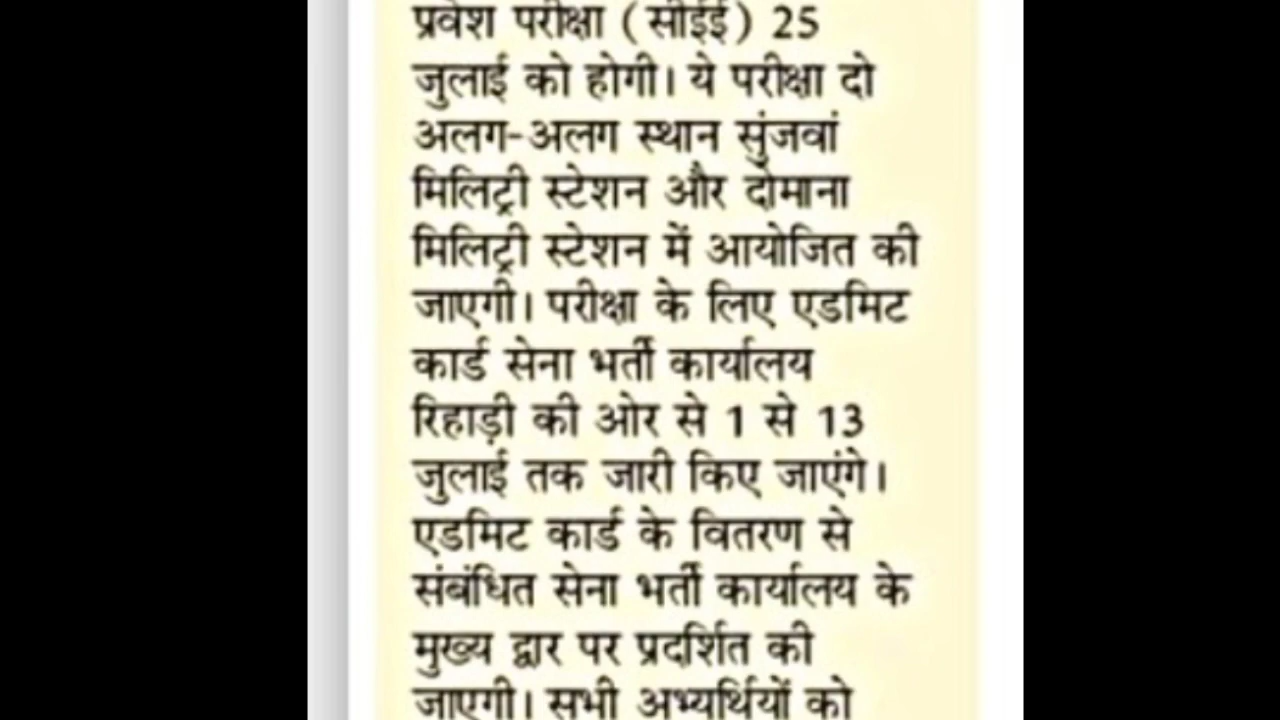 प्रवेश परीक्षा (सीईई) 25
जुलाई को होगी। ये परीक्षा दो
अलग-अलग स्थान सुंजवां
मिलिट्री स्टेशन और दोमाना
मिलिट्री स्टेशन में आयोजित की
जाएगी। परीक्षा के लिए एडमिट
कार्ड सेना भर्ती कार्यालय
रिहाड़ी की ओर से 1 से 13
जुलाई तक जारी किए जाएंगे।
एडमिट कार्ड के वितरण से
संबंधित सेना भर्ती कार्यालय के
मुख्य द्वार पर प्रदर्शित की
जाएगी। सभी अभ्यर्थियों को